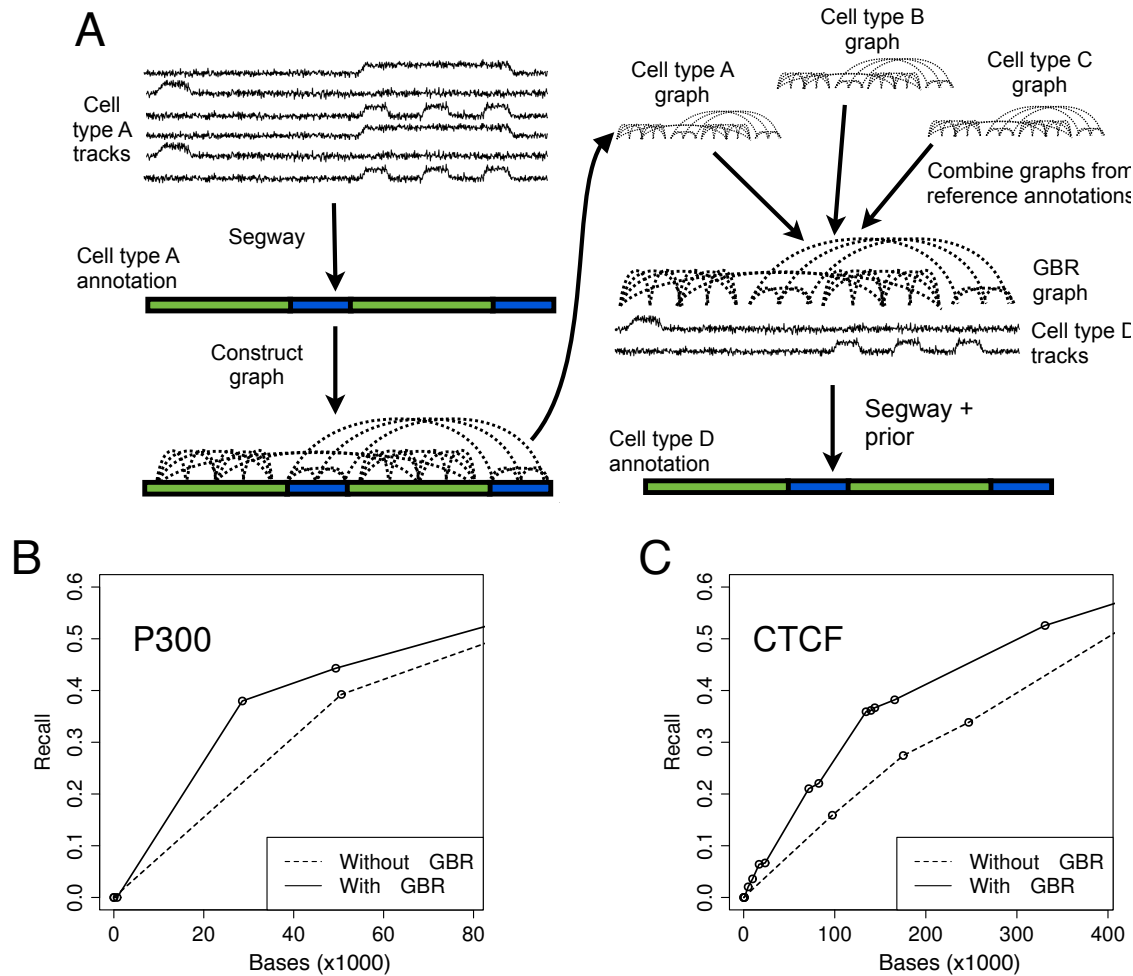 A
Cell
type A
tracks
Segway
Cell type A
annotation
Construct
graph
Cell type A
graph
Cell type B
graph
Cell type C
graph
Combine graphs from
reference annotations
GBR
graph
Cell type D
tracks
Segway +
prior
Cell type D
annotation
B
P300
Recall
0.0
0.1
0.2
0.3
0.4
0.5
0.6
0 20 40 60 80
Bases (x1000)
Without GBR
With GBR
C
CTCF
Recall
0.0
0.1
0.2
0.3
0.4
0.5
0.6
0 100 200 300 400
Bases (x1000)
Without GBR
With GBR